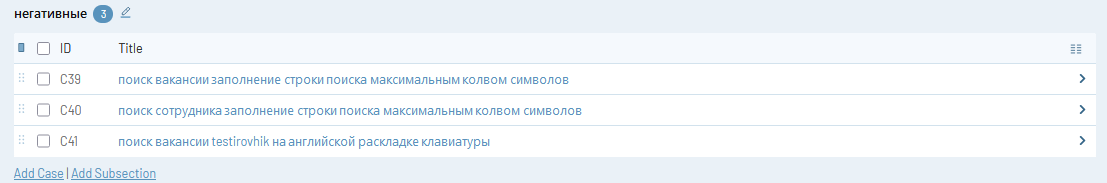 негативные 3
ID Title
C39 поиск вакансии заполнение строки поиска максимальным колвом символов
C40 поиск сотрудника заполнение строки поиска максимальным колвом символов
C41 поиск вакансии testirovhik на английской раскладке клавиатуры
Add Case | Add Subsection